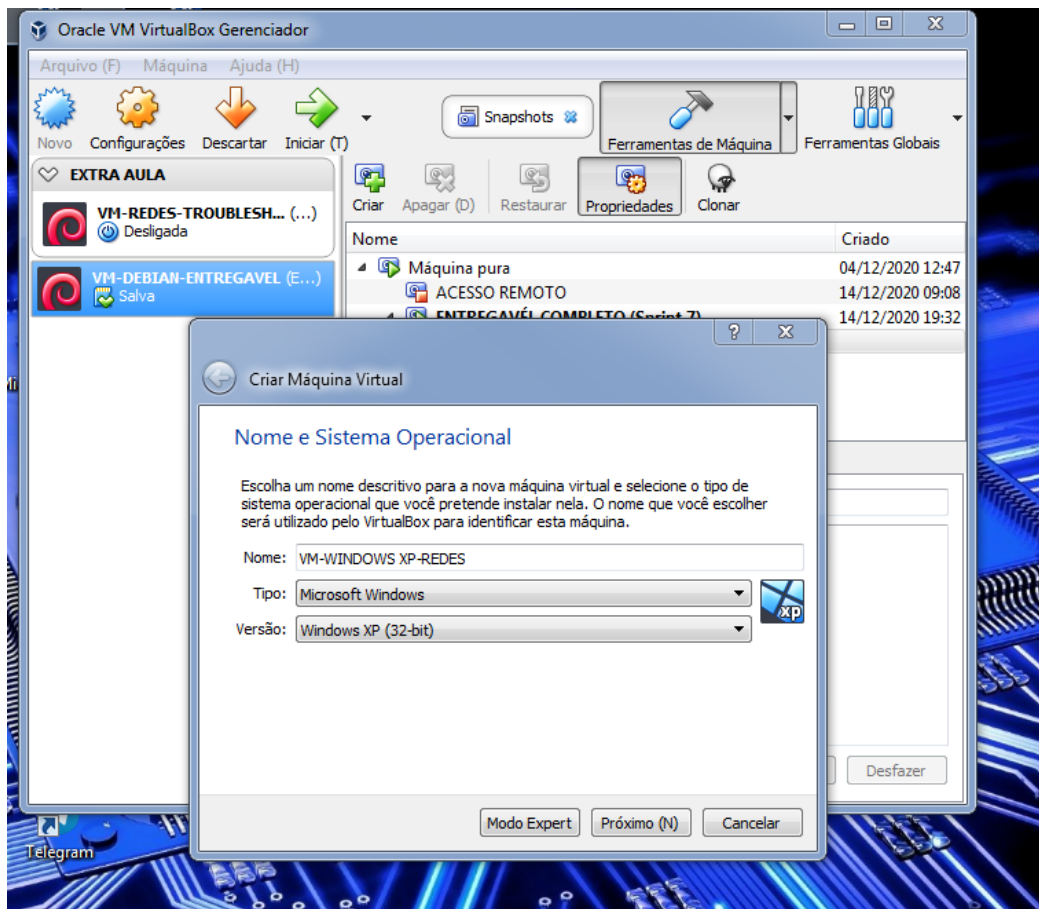 Oracle VM VirtualBox Gerenciador
Arquivo (F) Máquina Ajuda (H)
Novo Configurações Descartar Iniciar (T)
Snapshots
Ferramentas de Máquina
Ferramentas Globais
EXTRA AULA
VM-REDES-TROUBLESH... (...)
Desligada
VM-DEBIAN-ENTREGAVEL (E...)
Salva
Criar Apagar (D) Restaurar Propriedades Clonar
Nome Criado
Máquina pura 04/12/2020 12:47
ACESSO REMOTO 14/12/2020 09:08
ENTREGAVÉL COMPLETO (Sprint 7) 14/12/2020 19:32
Criar Máquina Virtual
Nome e Sistema Operacional
Escolha um nome descritivo para a nova máquina virtual e selecione o tipo de
sistema operacional que você pretende instalar nela. O nome que você escolher
será utilizado pelo VirtualBox para identificar esta máquina.
Nome: VM-WINDOWS XP-REDES
Tipo: Microsoft Windows
xp
Versão: Windows XP (32-bit)
Desfazer
Modo Expert Próximo (N) Cancelar
Telegram